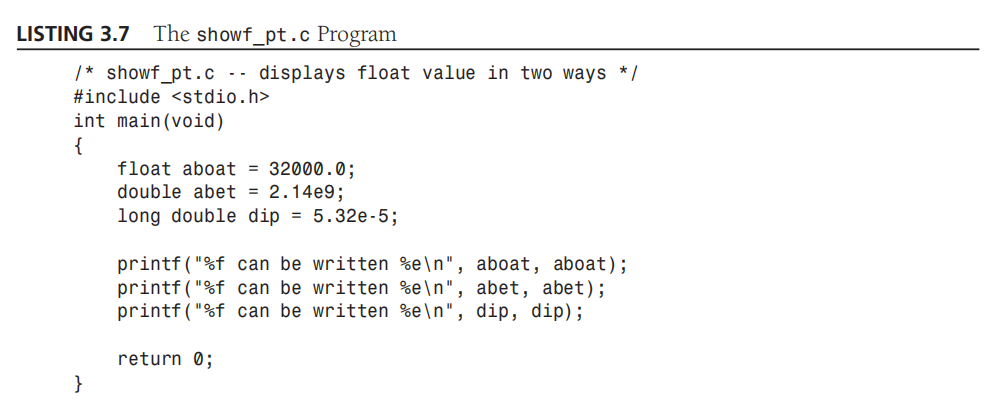 LISTING 3.7 The showf_pt.c Program
/* showf_pt.c -- displays float value in two ways */
#include <stdio.h>
int main(void)
{
    float aboat = 32000.0;
    double abet = 2.14e9;
    long double dip = 5.32e-5;

    printf("%f can be written %e\n", aboat, aboat);
    printf("%f can be written %e\n", abet, abet);
    printf("%f can be written %e\n", dip, dip);

    return 0;
}